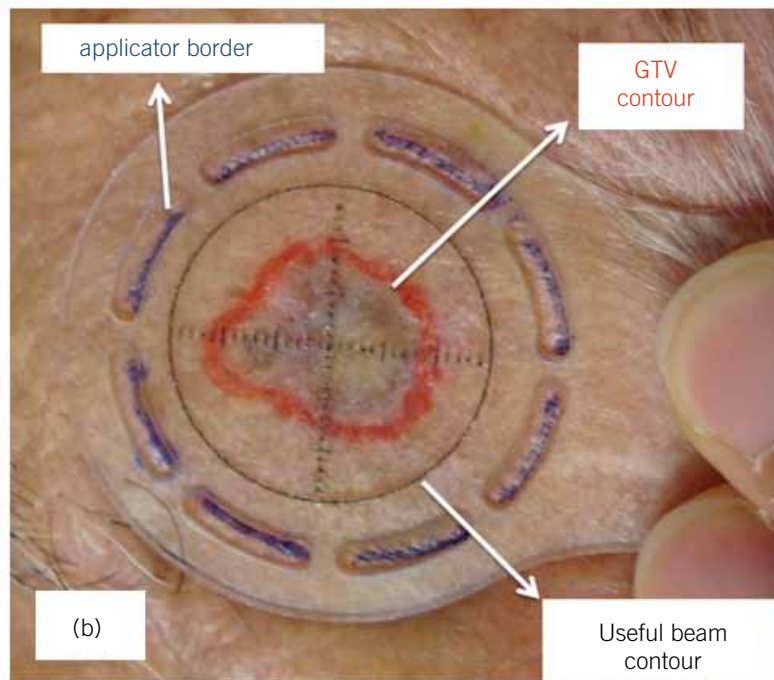 applicator border
GTV
contour
(b)
Useful beam
contour